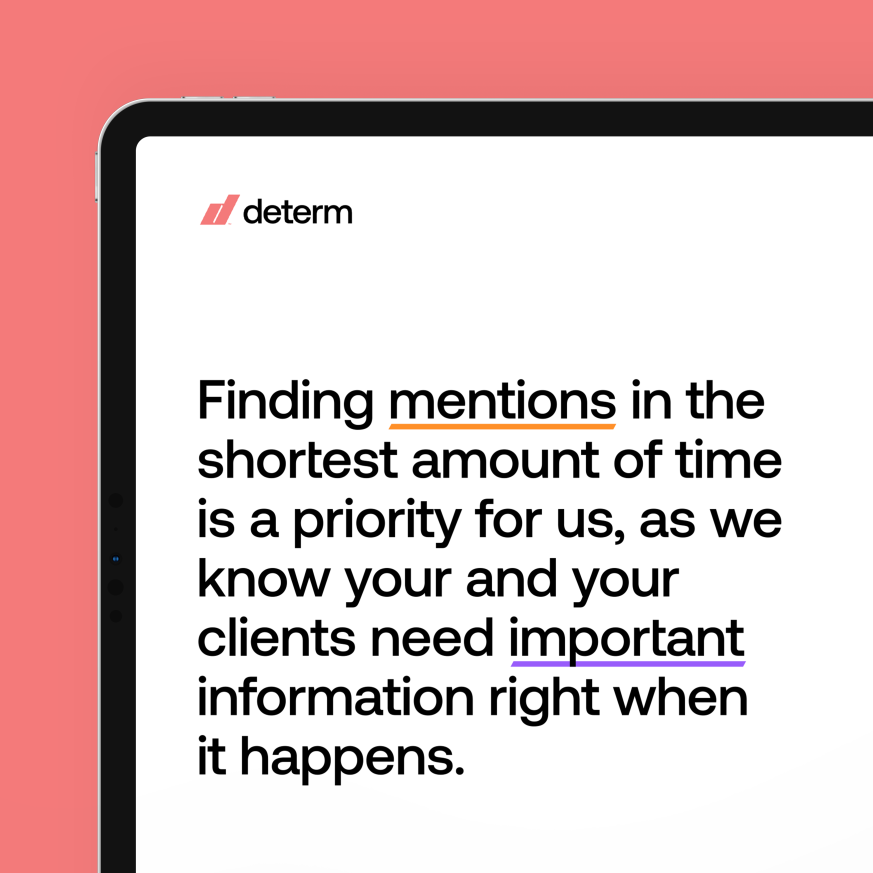 determ
Finding mentions in the
shortest amount of time
is a priority for us, as we
know your and your
clients need important
information right when
it happens.